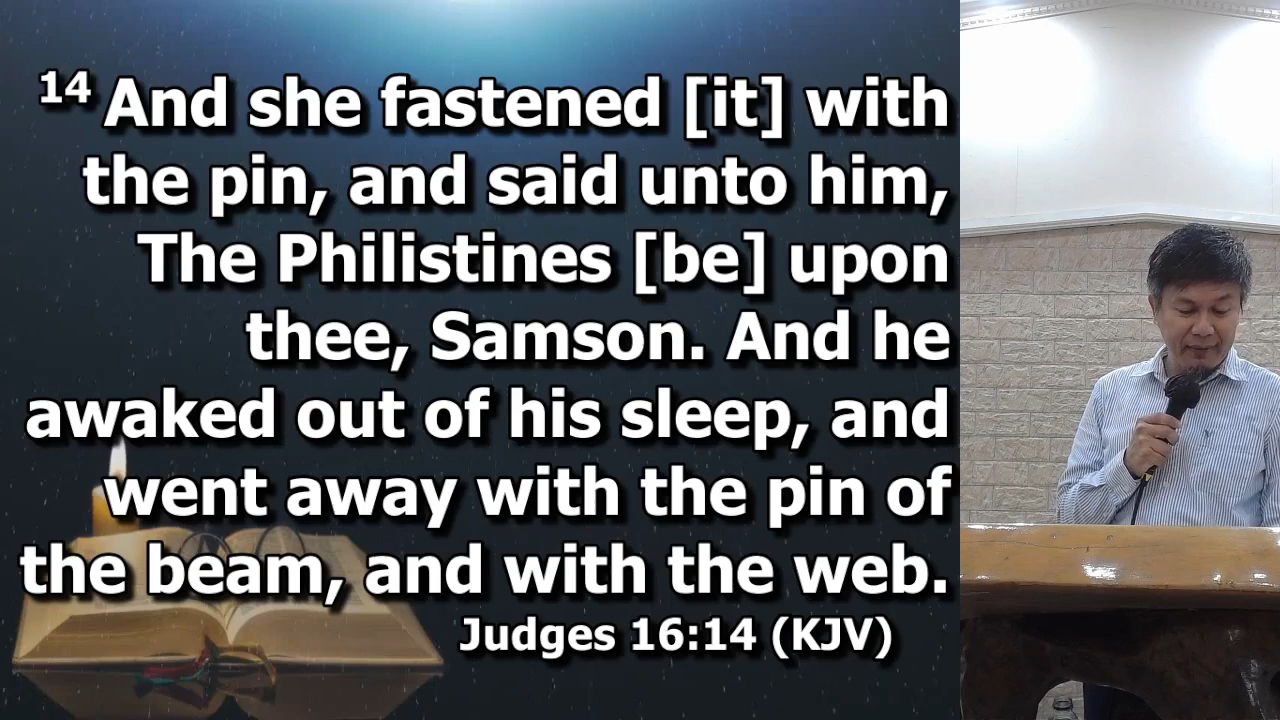 14 And she fastened [it] with
the pin, and said unto him,
The Philistines [be] upon
thee, Samson. And he
awaked out of his sleep, and
went away with the pin of
the beam, and with the web.
Judges 16:14 (KJV)